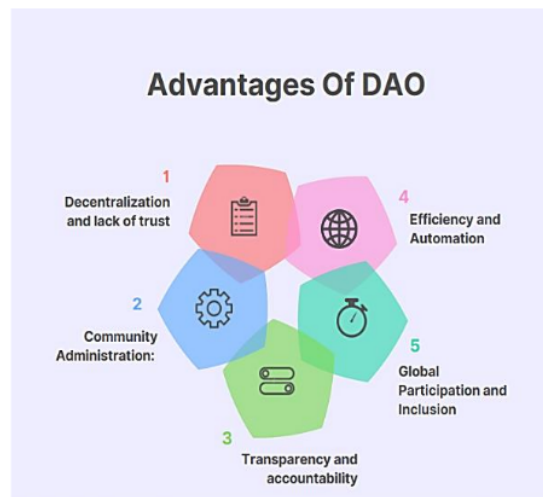 Advantages Of DAO
1
Decentralization
and lack of trust
2
Community
Administration:
3
Transparency and
accountability
4
Efficiency and
Automation
5
Global
Participation and
Inclusion